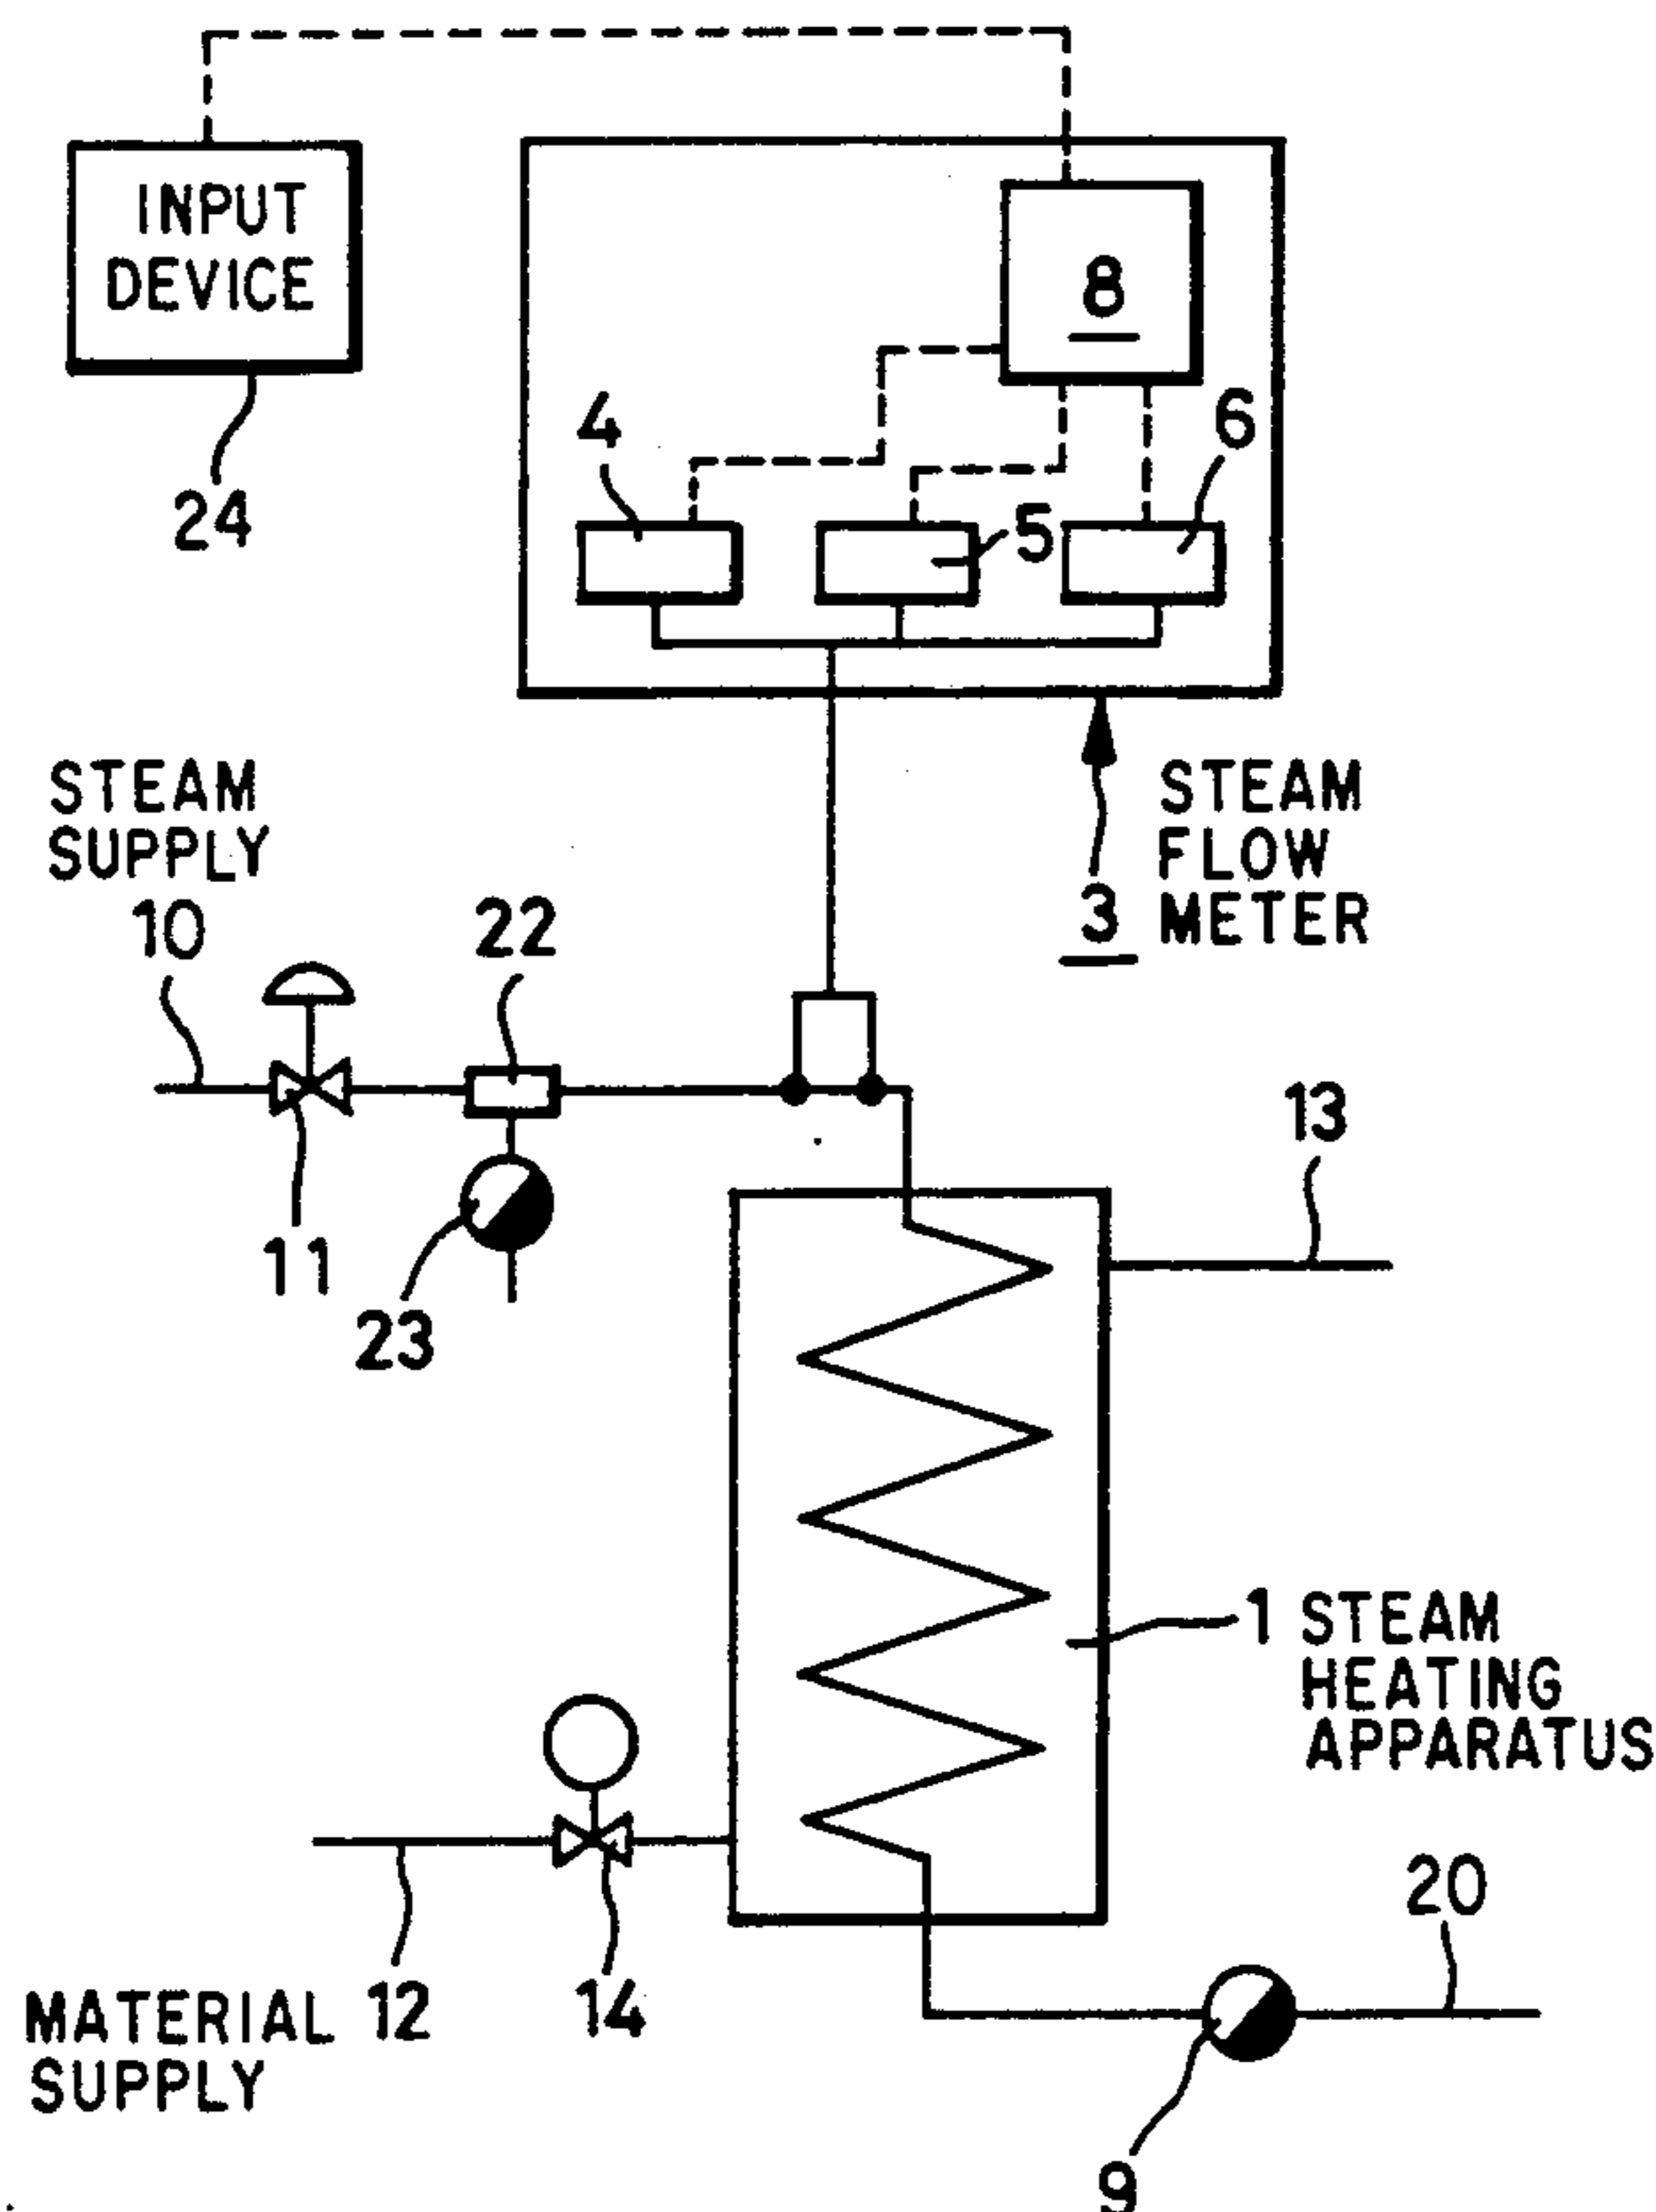 INPUT
DEVICE
24
8
4
5
6
STEAM
SUPPLY
10
22
STEAM
FLOW
3 METER
11
23
13
1 STEAM
HEATING
APPARATUS
MATERIAL 12
SUPPLY
14
20
9